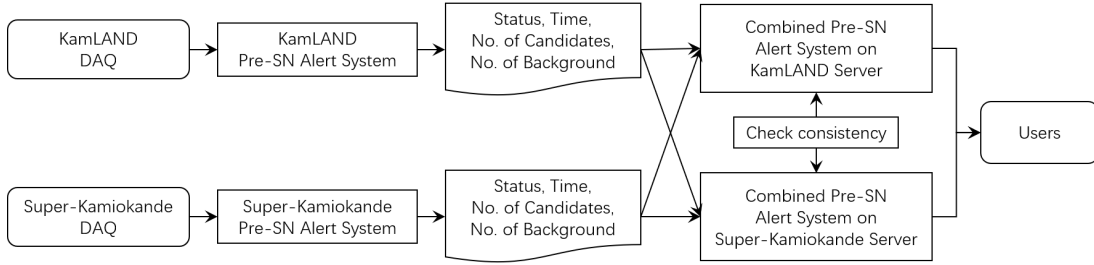 KamLAND
DAQ
KamLAND
Pre-SN Alert System
Status, Time,
No. of Candidates,
No. of Background
Combined Pre-SN
Alert System on
KamLAND Server
Check consistency
Users
Super-Kamiokande
DAQ
Super-Kamiokande
Pre-SN Alert System
Status, Time,
No. of Candidates,
No. of Background
Combined Pre-SN
Alert System on
Super-Kamiokande Server